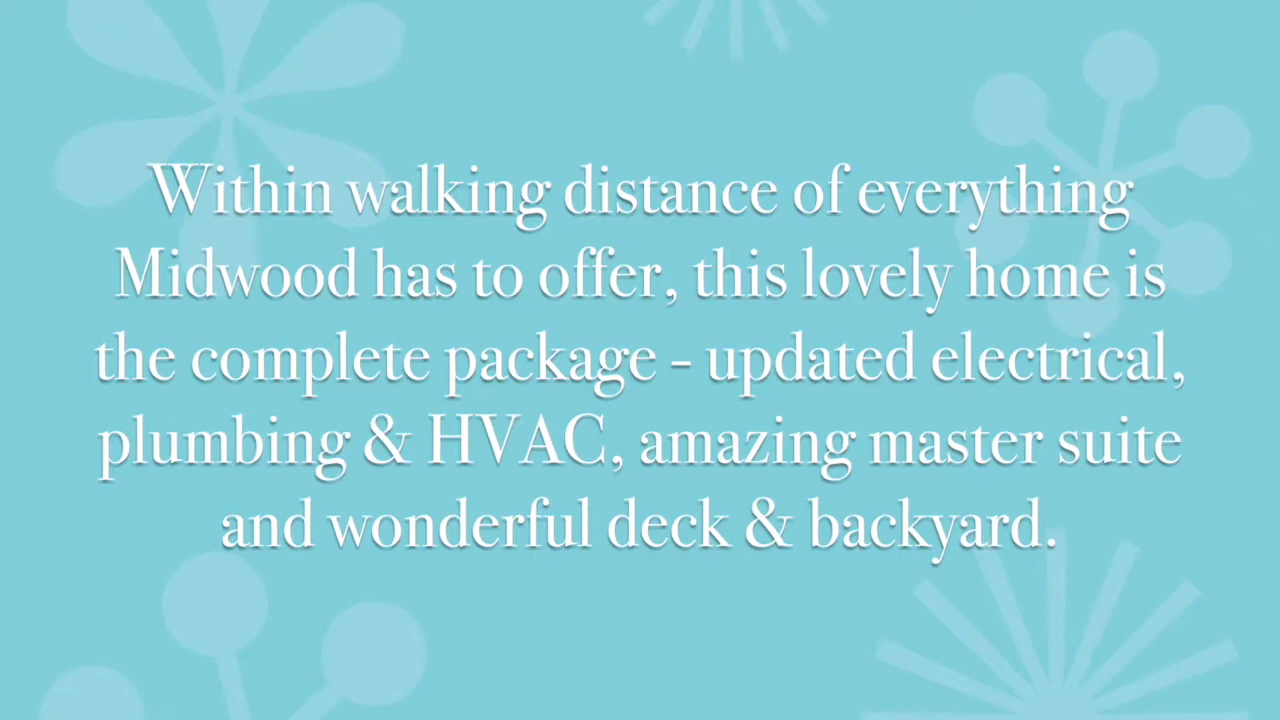 Within walking distance of everything
Midwood has to offer, this lovely home is
the complete package - updated electrical,
plumbing & HVAC, amazing master suite
and wonderful deck & backyard.